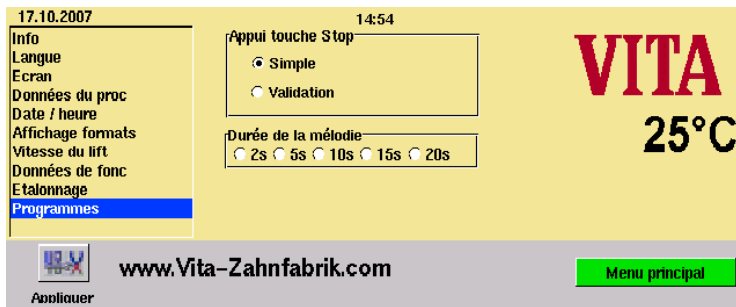 17.10.2007
14:54
Info
Langue
Ecran
Données du proc
Date / heure
Affichage formats
Vitesse du lift
Données de fonc
Etalonnage
Programmes
Appui touche Stop
Simple
Validation
Durée de la mélodie
2s 5s 10s 15s 20s
VITA
25°C
Appliquer
www.Vita-Zahnfabrik.com
Menu principal